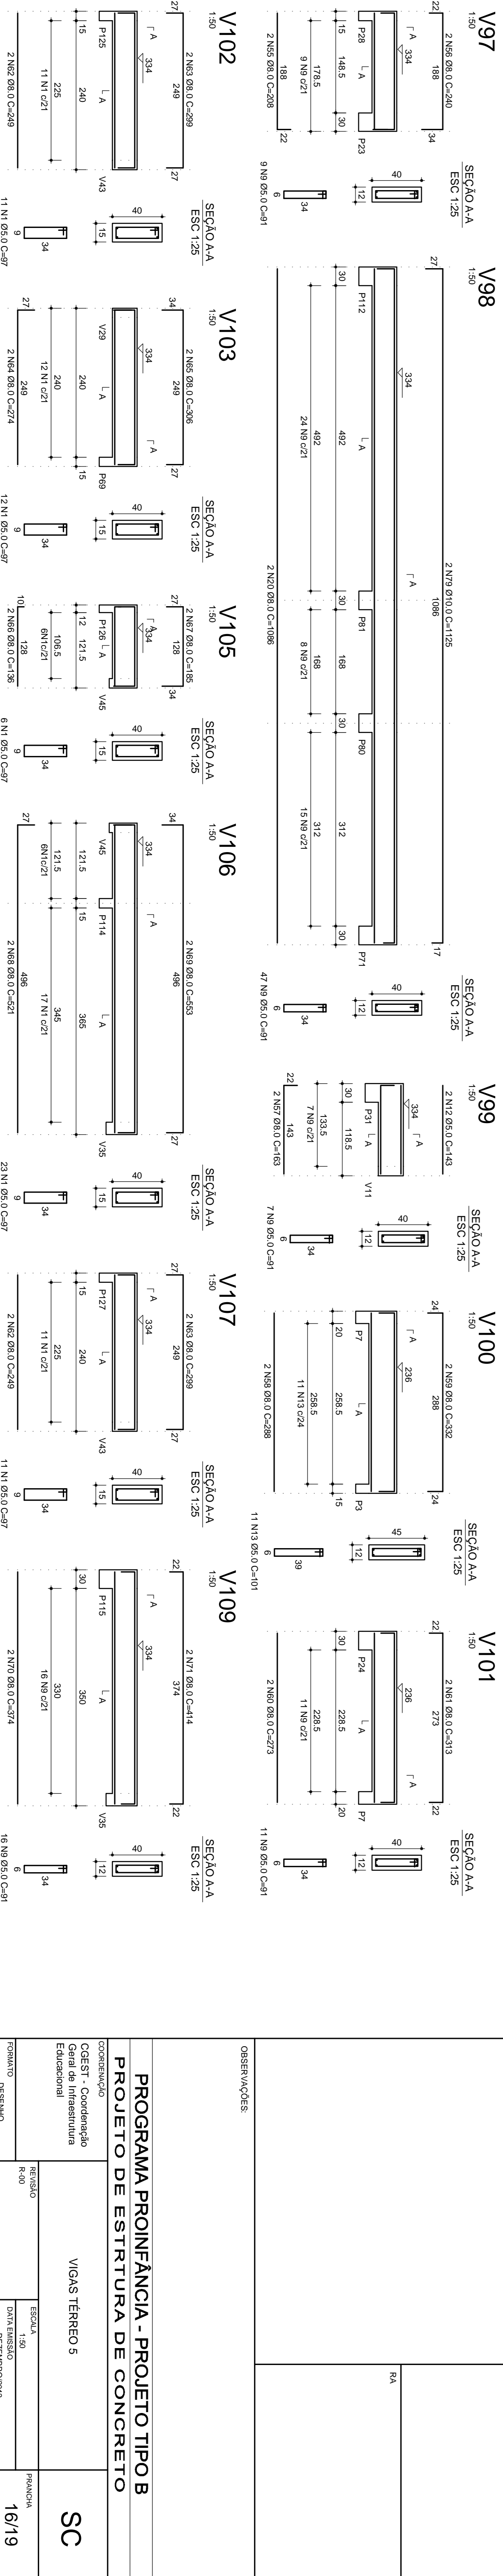 V97
1:50
22
2 N56 Ø8.0 C=240
188
34
334
A
A
P28
P23
15
148.5
30
178.5
9 N9 c/21
188
2 N55 Ø8.0 C=208
22
SEÇÃO A-A
ESC 1:25
40
12
34
6
9 N9 Ø5.0 C=91
V98
1:50
27
2 N79 Ø10.0 C=1125
1086
17
334
A
A
P112
P81
P80
P71
30
492
30
168
30
312
30
492
24 N9 c/21
168
8 N9 c/21
312
15 N9 c/21
2 N20 Ø8.0 C=1086
SEÇÃO A-A
ESC 1:25
40
12
34
6
47 N9 Ø5.0 C=91
V99
1:50
2 N12 Ø5.0 C=143
334
A
A
P31
V11
30
118.5
133.5
7 N9 c/21
22
143
2 N57 Ø8.0 C=163
SEÇÃO A-A
ESC 1:25
40
12
34
6
7 N9 Ø5.0 C=91
V100
1:50
24
2 N59 Ø8.0 C=332
288
24
236
A
A
P7
P3
20
258.5
15
258.5
11 N13 c/24
2 N58 Ø8.0 C=288
SEÇÃO A-A
ESC 1:25
45
12
39
6
11 N13 Ø5.0 C=101
V101
1:50
22
2 N61 Ø8.0 C=313
273
22
236
A
A
P24
P7
30
228.5
20
228.5
11 N9 c/21
2 N60 Ø8.0 C=273
SEÇÃO A-A
ESC 1:25
40
12
34
6
11 N9 Ø5.0 C=91
V102
1:50
27
2 N63 Ø8.0 C=299
249
27
334
A
A
P125
V43
15
240
225
11 N1 c/21
2 N62 Ø8.0 C=249
SEÇÃO A-A
ESC 1:25
40
15
34
9
11 N1 Ø5.0 C=97
V103
1:50
34
2 N65 Ø8.0 C=306
249
27
334
A
A
V29
P69
240
15
240
12 N1 c/21
27
249
2 N64 Ø8.0 C=274
SEÇÃO A-A
ESC 1:25
40
15
34
9
12 N1 Ø5.0 C=97
V105
1:50
27
2 N67 Ø8.0 C=185
128
34
334
A
A
P126
V45
12
121.5
106.5
6N1c/21
10
128
2 N66 Ø8.0 C=136
SEÇÃO A-A
ESC 1:25
40
15
34
9
6 N1 Ø5.0 C=97
V106
1:50
34
2 N69 Ø8.0 C=553
496
27
334
A
A
V45
P114
V35
121.5
15
365
121.5
6N1c/21
345
17 N1 c/21
27
496
2 N68 Ø8.0 C=521
SEÇÃO A-A
ESC 1:25
40
15
34
9
23 N1 Ø5.0 C=97
V107
1:50
27
2 N63 Ø8.0 C=299
249
27
334
A
A
P127
V43
15
240
225
11 N1 c/21
2 N62 Ø8.0 C=249
SEÇÃO A-A
ESC 1:25
40
15
34
9
11 N1 Ø5.0 C=97
V109
1:50
22
2 N71 Ø8.0 C=414
374
22
334
A
A
P115
V35
30
350
330
16 N9 c/21
2 N70 Ø8.0 C=374
SEÇÃO A-A
ESC 1:25
40
12
34
6
16 N9 Ø5.0 C=91
RA
OBSERVAÇÕES:
PROGRAMA PROINFÂNCIA - PROJETO TIPO B
PROJETO DE ESTRTURA DE CONCRETO
COORDENAÇÃO
CGEST - Coordenação
Geral de Infraestrutura
Educacional
VIGAS TÉRREO 5
SC
FORMATO
DESENHO
REVISÃO
R-00
ESCALA
1:50
DATA EMISSÃO
PRANCHA
16/19